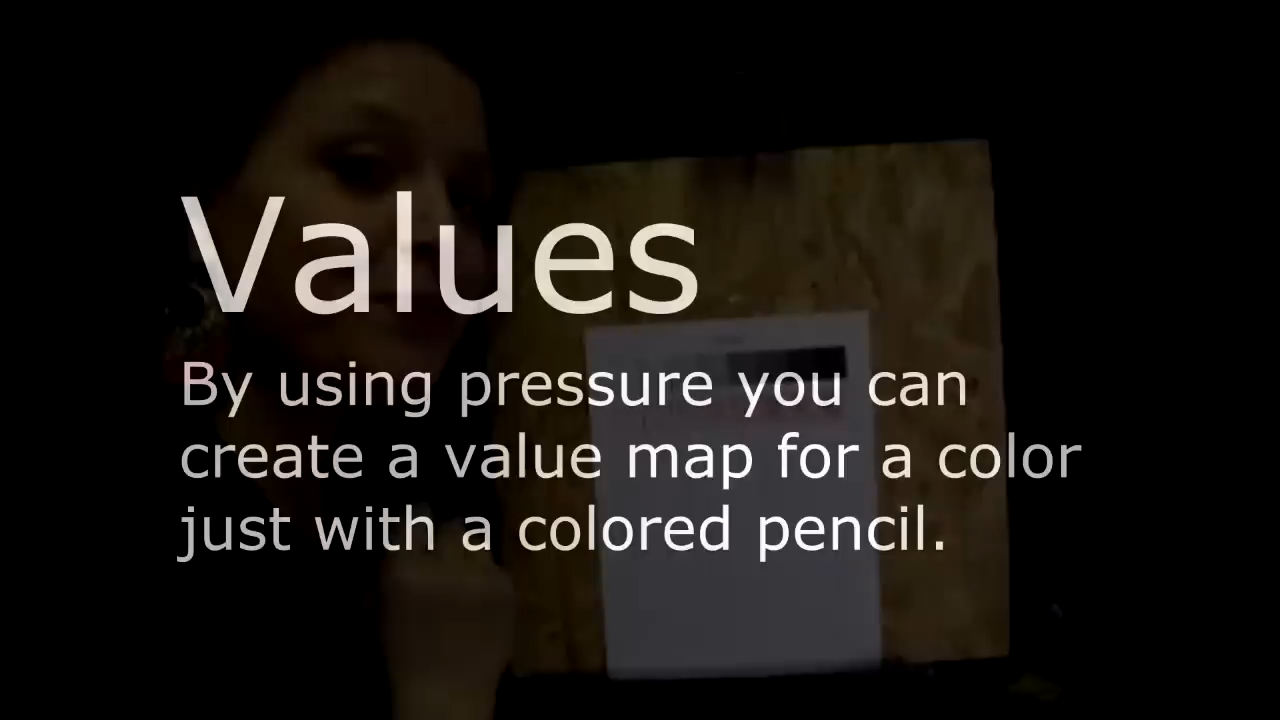 Values
By using pressure you can
create a value map for a color
just with a colored pencil.